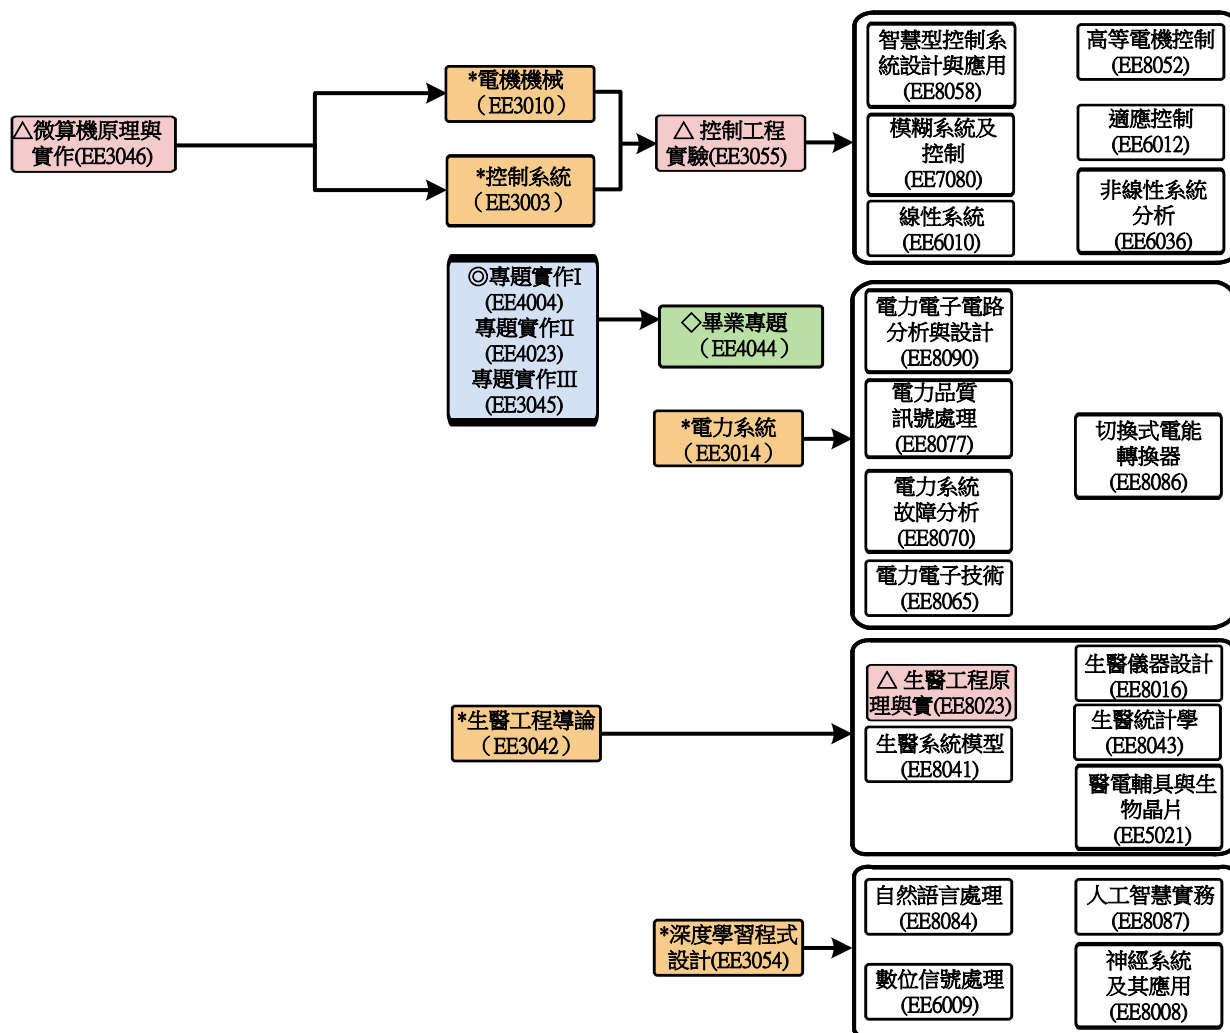 △微算機原理與
實作(EE3046)
*電機機械
（EE3010）
*控制系統
（EE3003）
△ 控制工程
實驗(EE3055)
智慧型控制系
統設計與應用
(EE8058)
模糊系統及
控制
(EE7080)
線性系統
(EE6010)
高等電機控制
(EE8052)
適應控制
(EE6012)
非線性系統
分析
(EE6036)
◎專題實作I
(EE4004)
專題實作II
(EE4023)
專題實作III
(EE3045)
◇畢業專題
（EE4044）
*電力系統
（EE3014）
電力電子電路
分析與設計
(EE8090)
電力品質
訊號處理
(EE8077)
電力系統
故障分析
(EE8070)
電力電子技術
(EE8065)
切換式電能
轉換器
(EE8086)
*生醫工程導論
（EE3042）
△ 生醫工程原
理與實(EE8023)
生醫系統模型
(EE8041)
生醫儀器設計
(EE8016)
生醫統計學
(EE8043)
醫電輔具與生
物晶片
(EE5021)
*深度學習程式
設計(EE3054)
自然語言處理
(EE8084)
數位信號處理
(EE6009)
人工智慧實務
(EE8087)
神經系統
及其應用
(EE8008)